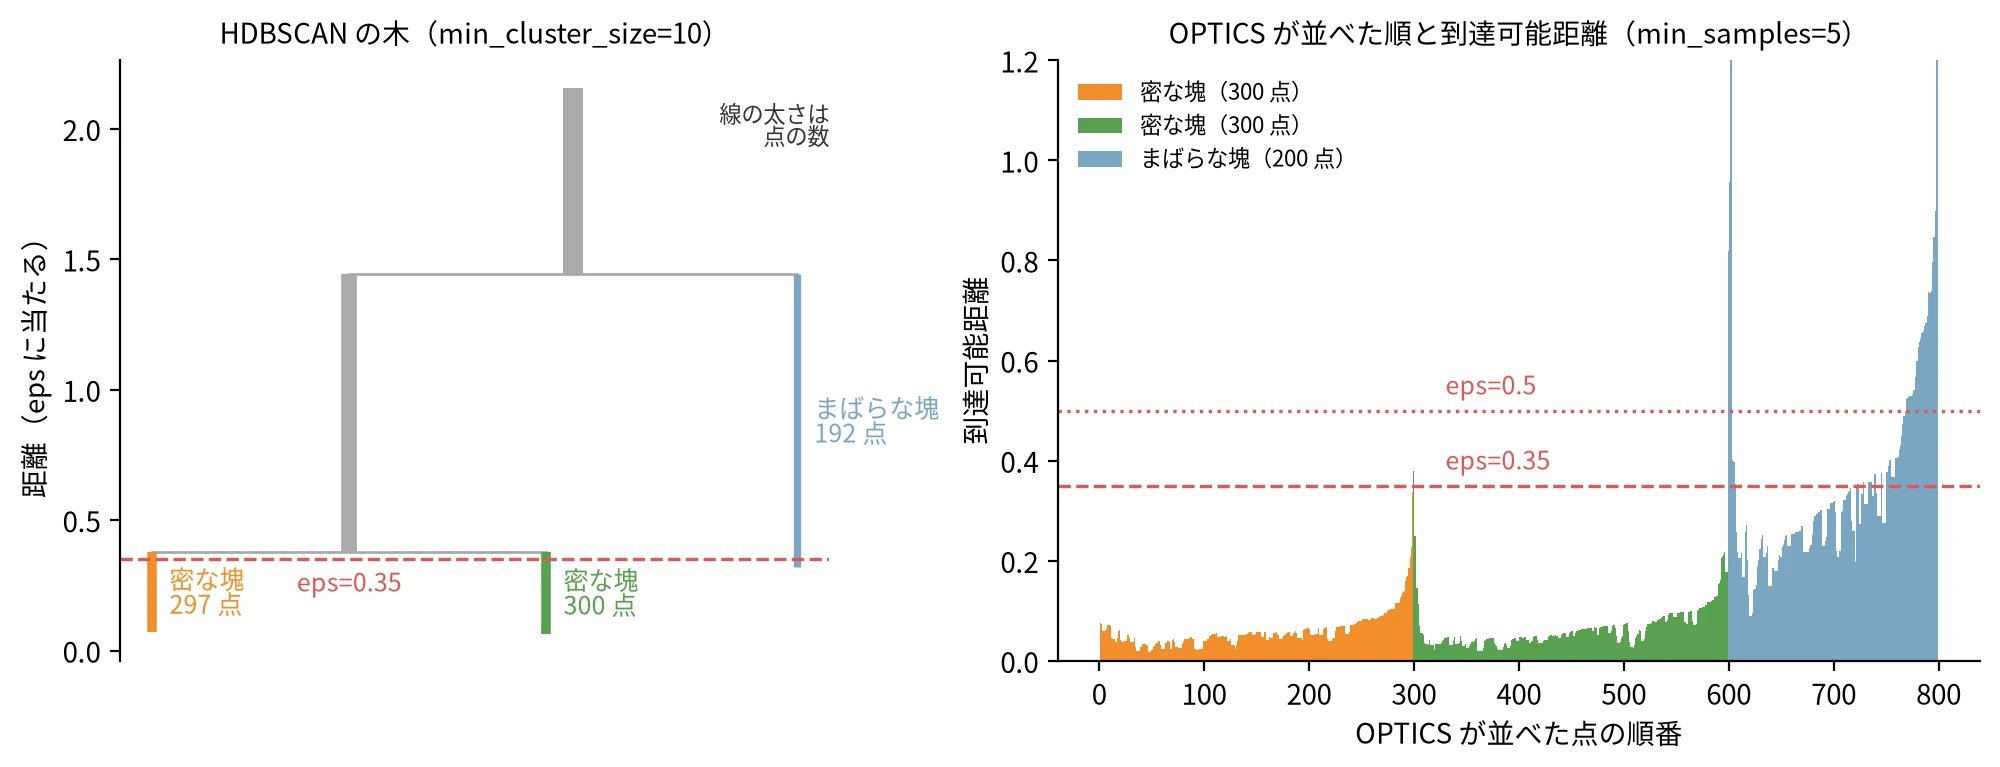 HDBSCAN の木（min_cluster_size=10）
距離（eps に当たる）
2.0
1.5
1.0
0.5
0.0
線の太さは
点の数
まばらな塊
192 点
密な塊
297 点
eps=0.35
密な塊
300 点
OPTICS が並べた順と到達可能距離（min_samples=5）
到達可能距離
1.2
1.0
0.8
0.6
0.4
0.2
0.0
密な塊（300 点）
密な塊（300 点）
まばらな塊（200 点）
eps=0.5
eps=0.35
0 100 200 300 400 500 600 700 800
OPTICS が並べた点の順番